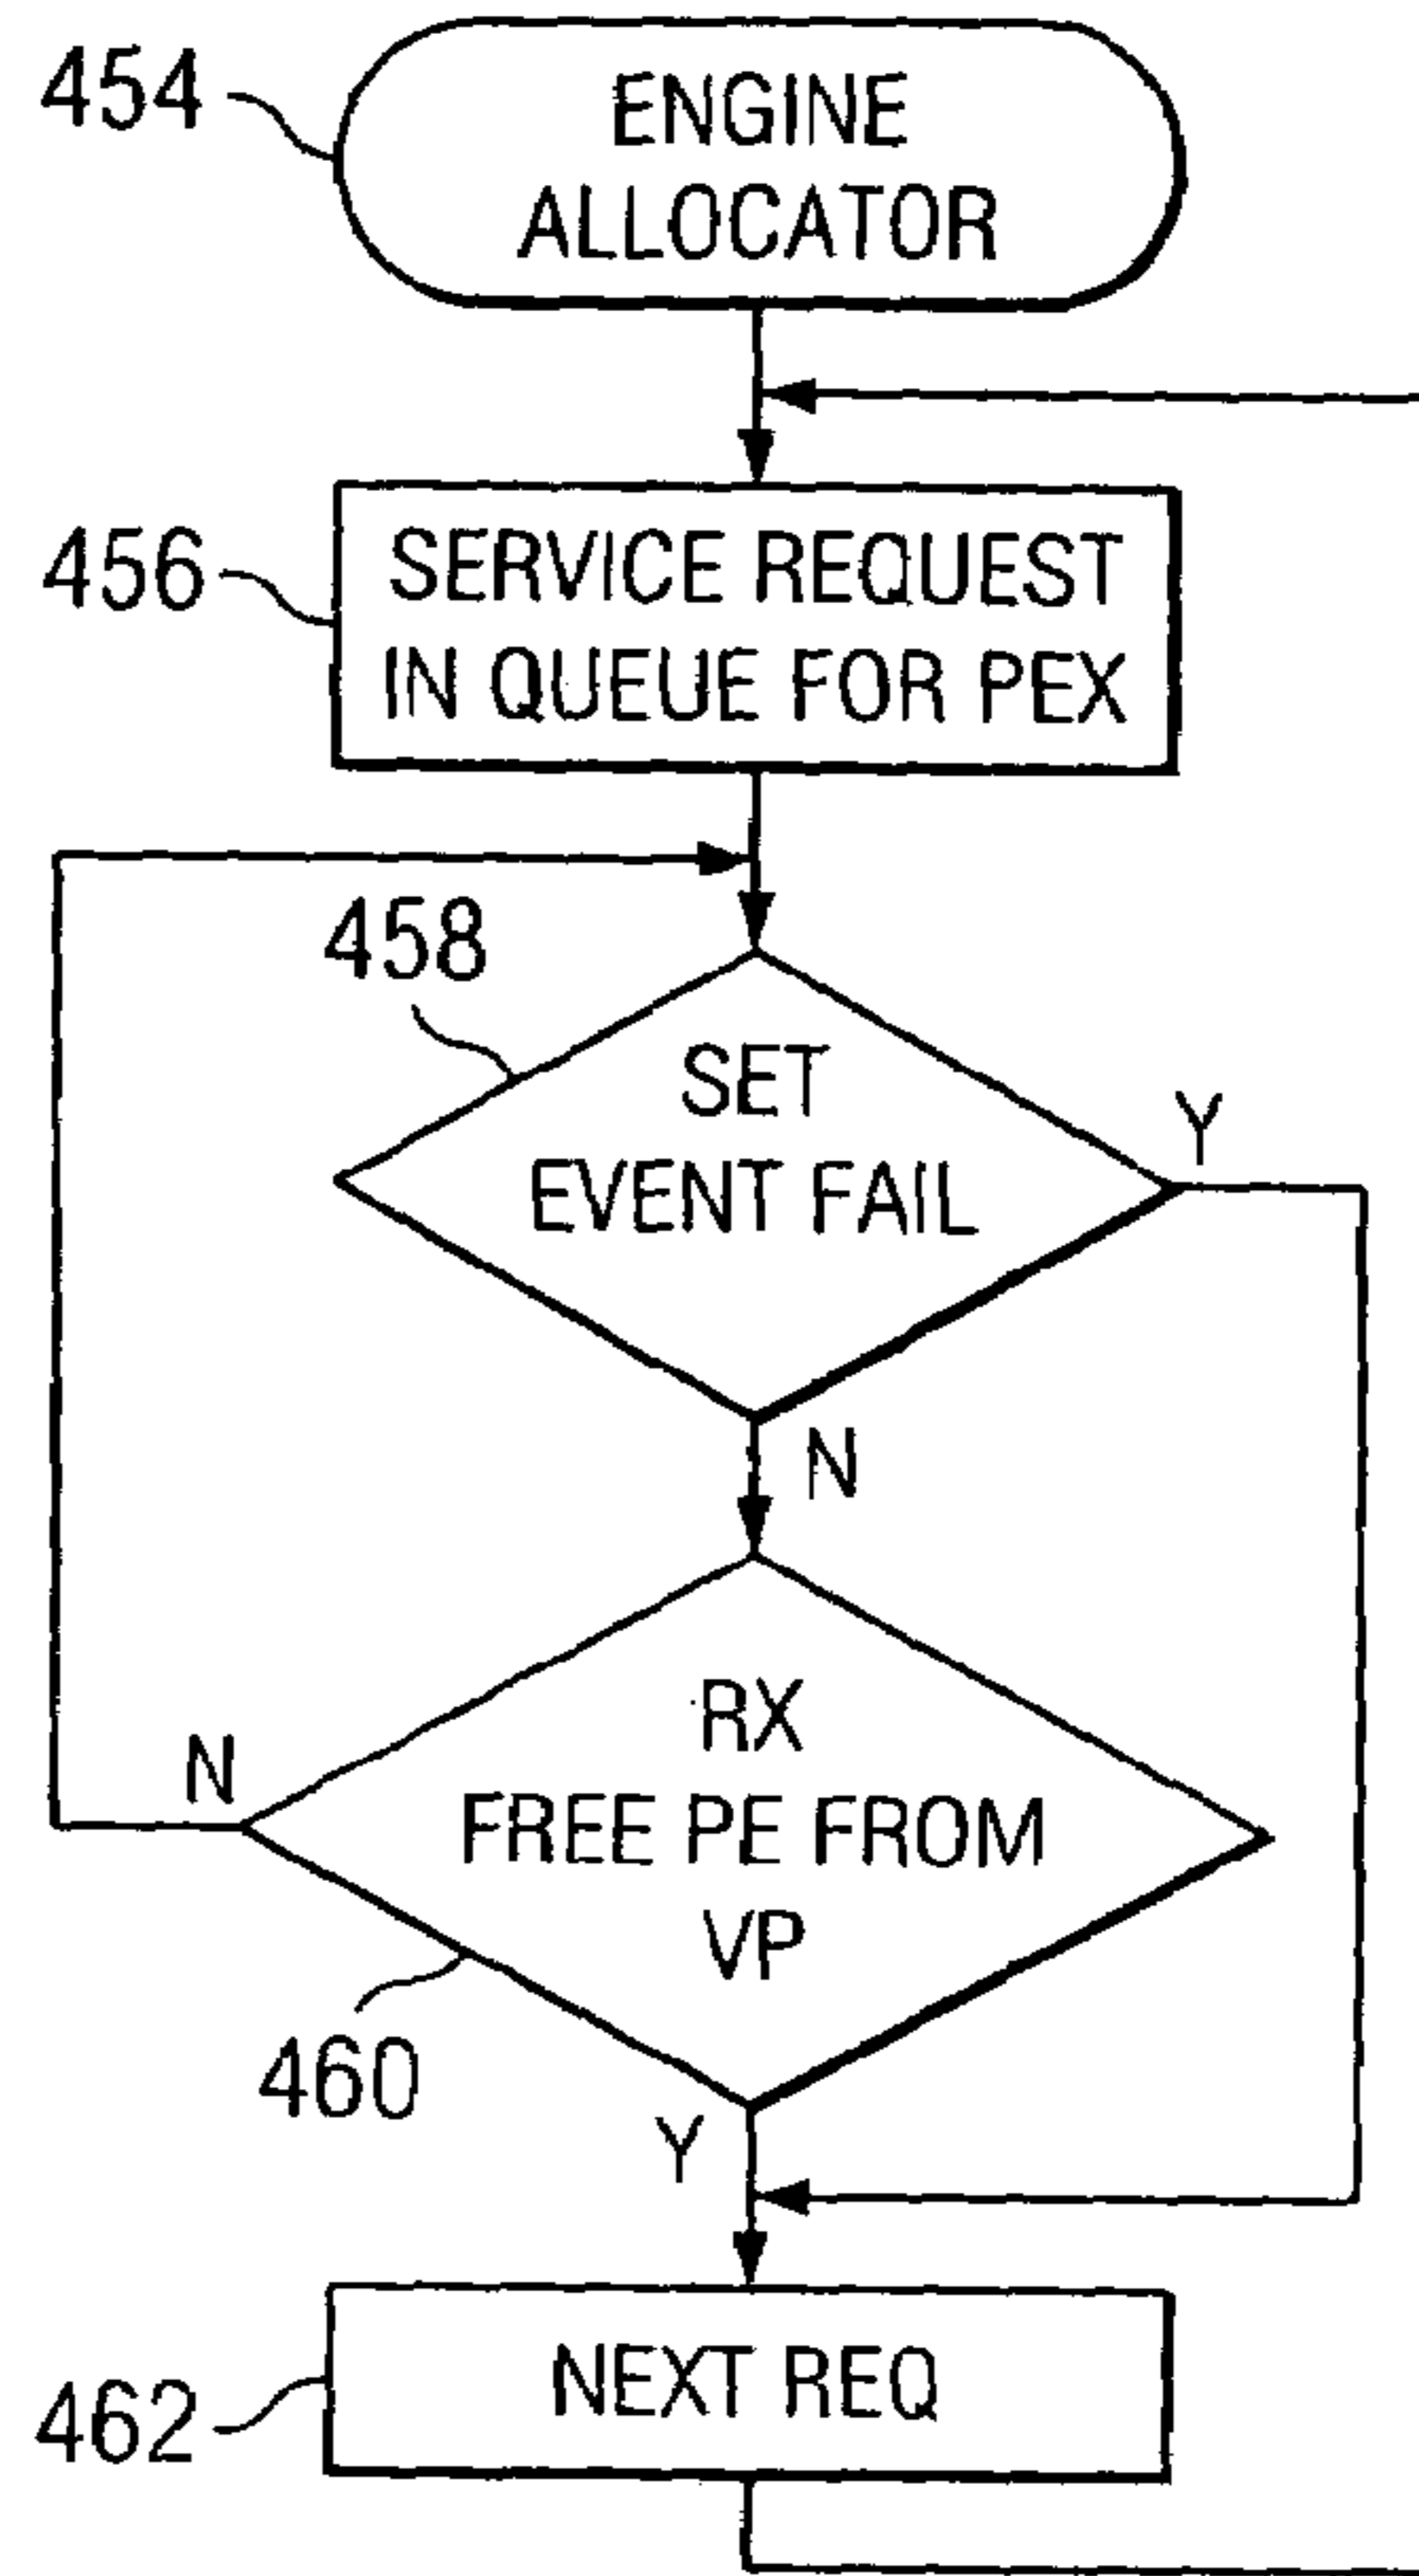 454
ENGINE
ALLOCATOR
456
SERVICE REQUEST
IN QUEUE FOR PEX
458
SET
EVENT FAIL
Y
N
RX
FREE PE FROM
VP
N
460
Y
NEXT REQ
462